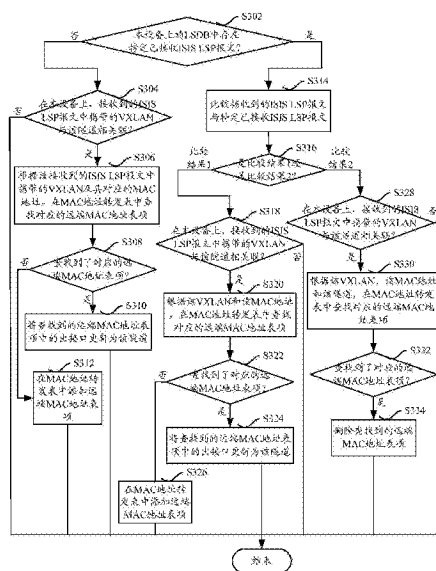 S302
本设备上的LSDB中存在
指定已接收ISIS LSP报文?
否
是
S304
在本设备上，接收到的ISIS
LSP报文中携带的VXLAN
与该隧道相关联?
否
是
S306
根据该接收到的ISIS LSP报文中
携带的VXLAN及其对应的MAC
地址，在MAC地址转发表中查
找对应的远端MAC地址表项
S308
查找到了对应的远
端MAC地址表项?
否
是
S310
将查找到的远端MAC地址表
项中的出接口更新为该隧道
S312
在MAC地址转
发表中添加远
端MAC地址表
项
S314
比较接收到的ISIS LSP报文
与指定已接收ISIS LSP报文
S316
是比较结果1还
是比较结果2?
比较
结果1
比较
结果2
S318
在本设备上，接收到的ISIS
LSP报文中携带的VXLAN
与该隧道相关联?
否
是
S320
根据该VXLAN和该MAC地址，
在MAC地址转发表中查找
对应的远端MAC地址表项
S322
查找到了对应的远
端MAC地址表项?
否
是
S324
将查找到的远端MAC地址表
项中的出接口更新为该隧道
S326
在MAC地址转
发表中添加远端
MAC地址表项
S328
在本设备上，接收到的ISIS
LSP报文中携带的VXLAN
与该隧道相关联?
否
是
S330
根据该VXLAN、该MAC地址
和该隧道，在MAC地址转发
表中查找对应的远端MAC地
址表项
S332
查找到了对应的远
端MAC地址表项?
否
是
S334
删除查找到的远端
MAC地址表项
结束